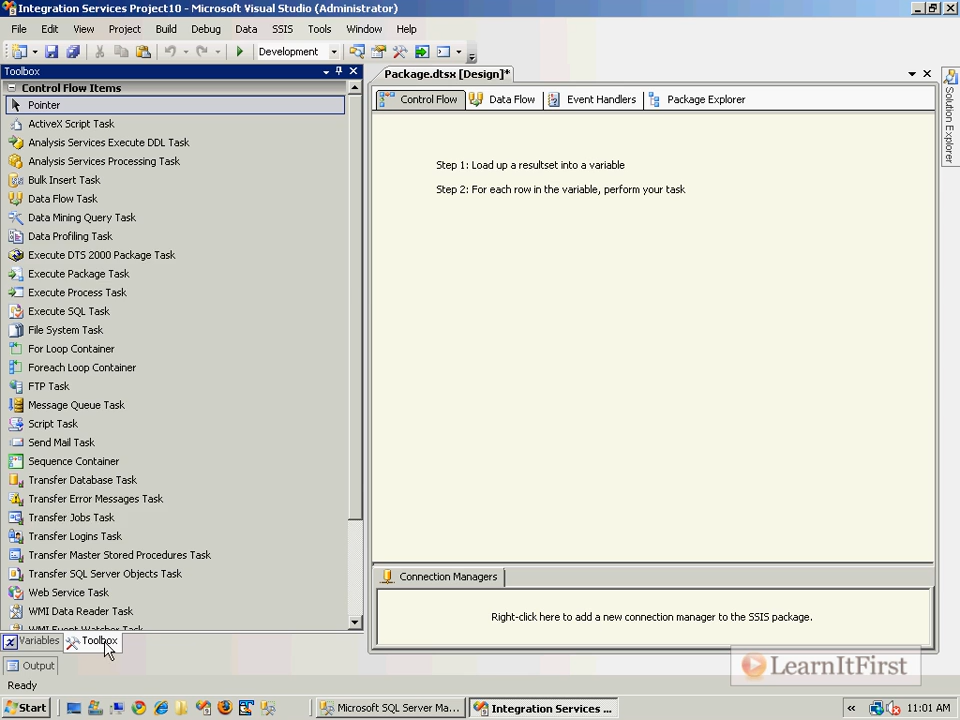 Integration Services Project10 - Microsoft Visual Studio (Administrator)
File Edit View Project Build Debug Data SSIS Tools Window Help
Development
Toolbox
Package.dtsx [Design]*
Control Flow Items
Control Flow Data Flow Event Handlers Package Explorer
Solution Explorer
Pointer
ActiveX Script Task
Analysis Services Execute DDL Task
Analysis Services Processing Task
Bulk Insert Task
Data Flow Task
Data Mining Query Task
Data Profiling Task
Execute DTS 2000 Package Task
Execute Package Task
Execute Process Task
Execute SQL Task
File System Task
For Loop Container
Foreach Loop Container
FTP Task
Message Queue Task
Script Task
Send Mail Task
Sequence Container
Transfer Database Task
Transfer Error Messages Task
Transfer Jobs Task
Transfer Logins Task
Transfer Master Stored Procedures Task
Transfer SQL Server Objects Task
Web Service Task
WMI Data Reader Task
WMI Event Watcher Task
Step 1: Load up a resultset into a variable
Step 2: For each row in the variable, perform your task
Connection Managers
Right-click here to add a new connection manager to the SSIS package.
Variables Toolbox
Output
LearnItFirst
Ready
Start Microsoft SQL Server Ma... Integration Services ... « 11:01 AM